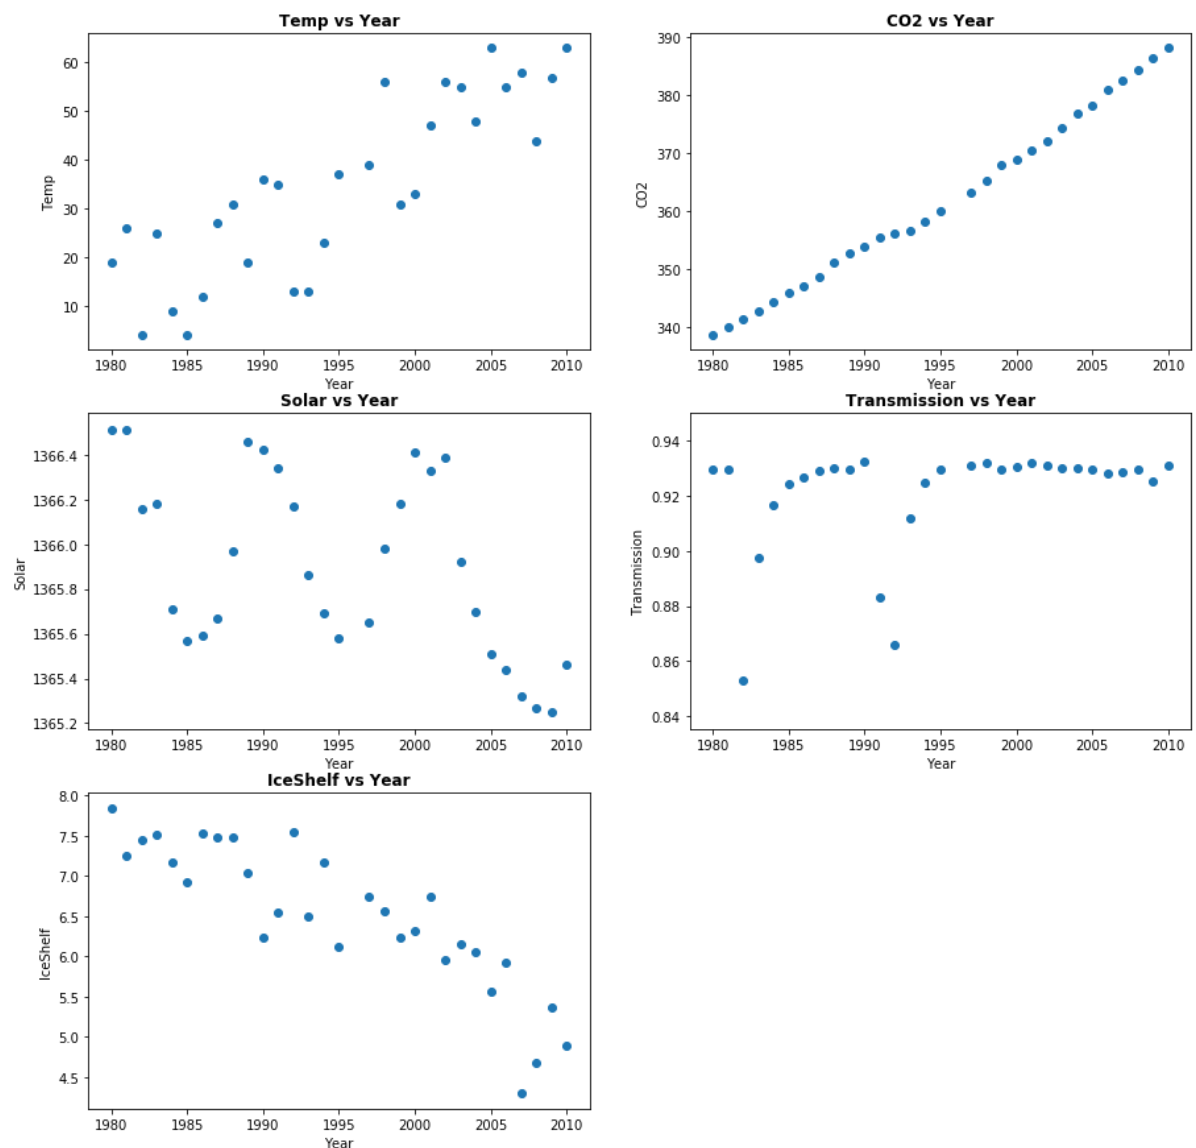 Temp vs Year
60
50
40
30
20
10
Temp
1980 1985 1990 1995 2000 2005 2010
Year
CO2 vs Year
390
380
370
360
350
340
CO2
1980 1985 1990 1995 2000 2005 2010
Year
Solar vs Year
1366.4
1366.2
1366.0
1365.8
1365.6
1365.4
1365.2
Solar
1980 1985 1990 1995 2000 2005 2010
Year
Transmission vs Year
0.94
0.92
0.90
0.88
0.86
0.84
Transmission
1980 1985 1990 1995 2000 2005 2010
Year
IceShelf vs Year
8.0
7.5
7.0
6.5
6.0
5.5
5.0
4.5
IceShelf
1980 1985 1990 1995 2000 2005 2010
Year